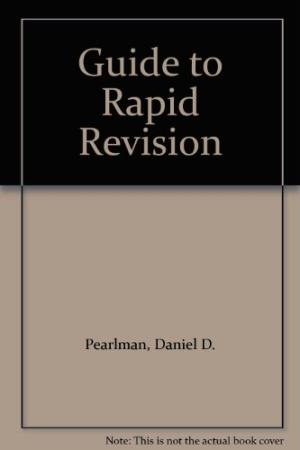 Guide to
Rapid
Revision
Pearlman, Daniel D.
Note: This is not the actual book cover